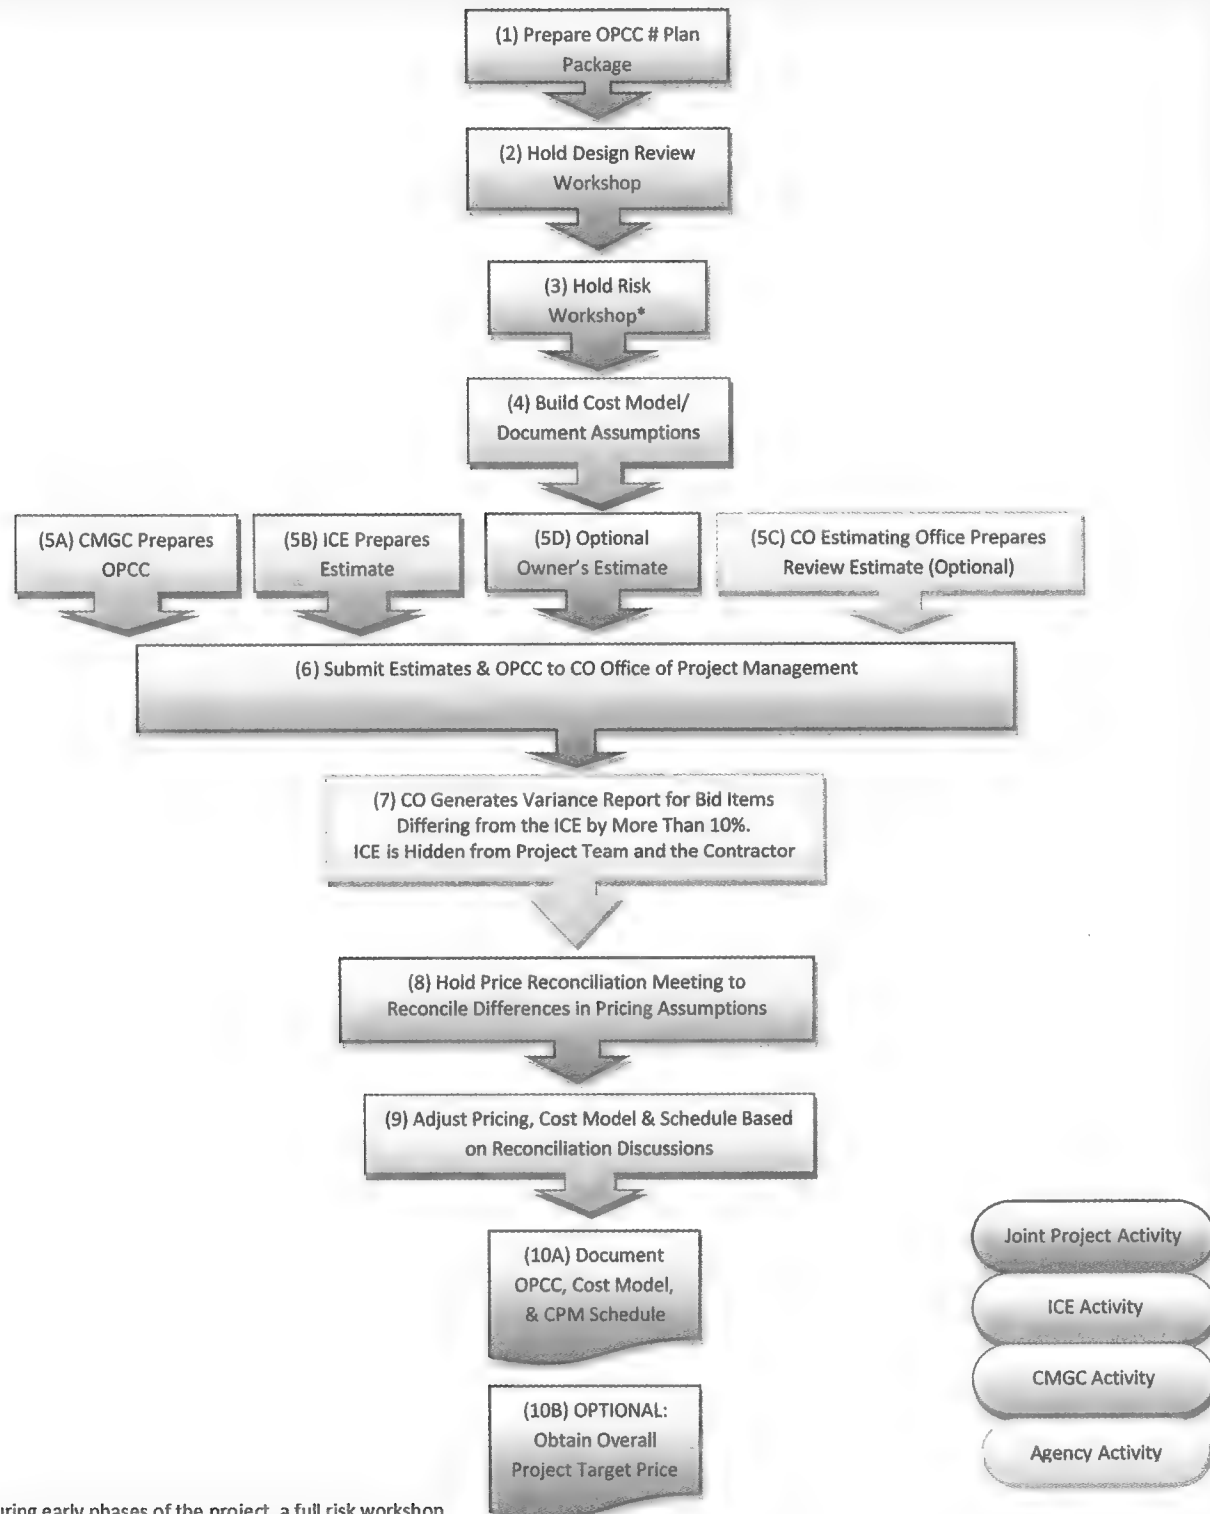 (1) Prepare OPCC # Plan
Package
(2) Hold Design Review
Workshop
(3) Hold Risk
Workshop*
(4) Build Cost Model/
Document Assumptions
(5A) CMGC Prepares
OPCC
(5B) ICE Prepares
Estimate
(5D) Optional
Owner's Estimate
(5C) CO Estimating Office Prepares
Review Estimate (Optional)
(6) Submit Estimates & OPCC to CO Office of Project Management
(7) CO Generates Variance Report for Bid Items
Differing from the ICE by More Than 10%.
ICE is Hidden from Project Team and the Contractor
(8) Hold Price Reconciliation Meeting to
Reconcile Differences in Pricing Assumptions
(9) Adjust Pricing, Cost Model & Schedule Based
on Reconciliation Discussions
(10A) Document
OPCC, Cost Model,
& CPM Schedule
(10B) OPTIONAL:
Obtain Overall
Project Target Price
Joint Project Activity
ICE Activity
CMGC Activity
Agency Activity
early phases of the project, a full risk workshop